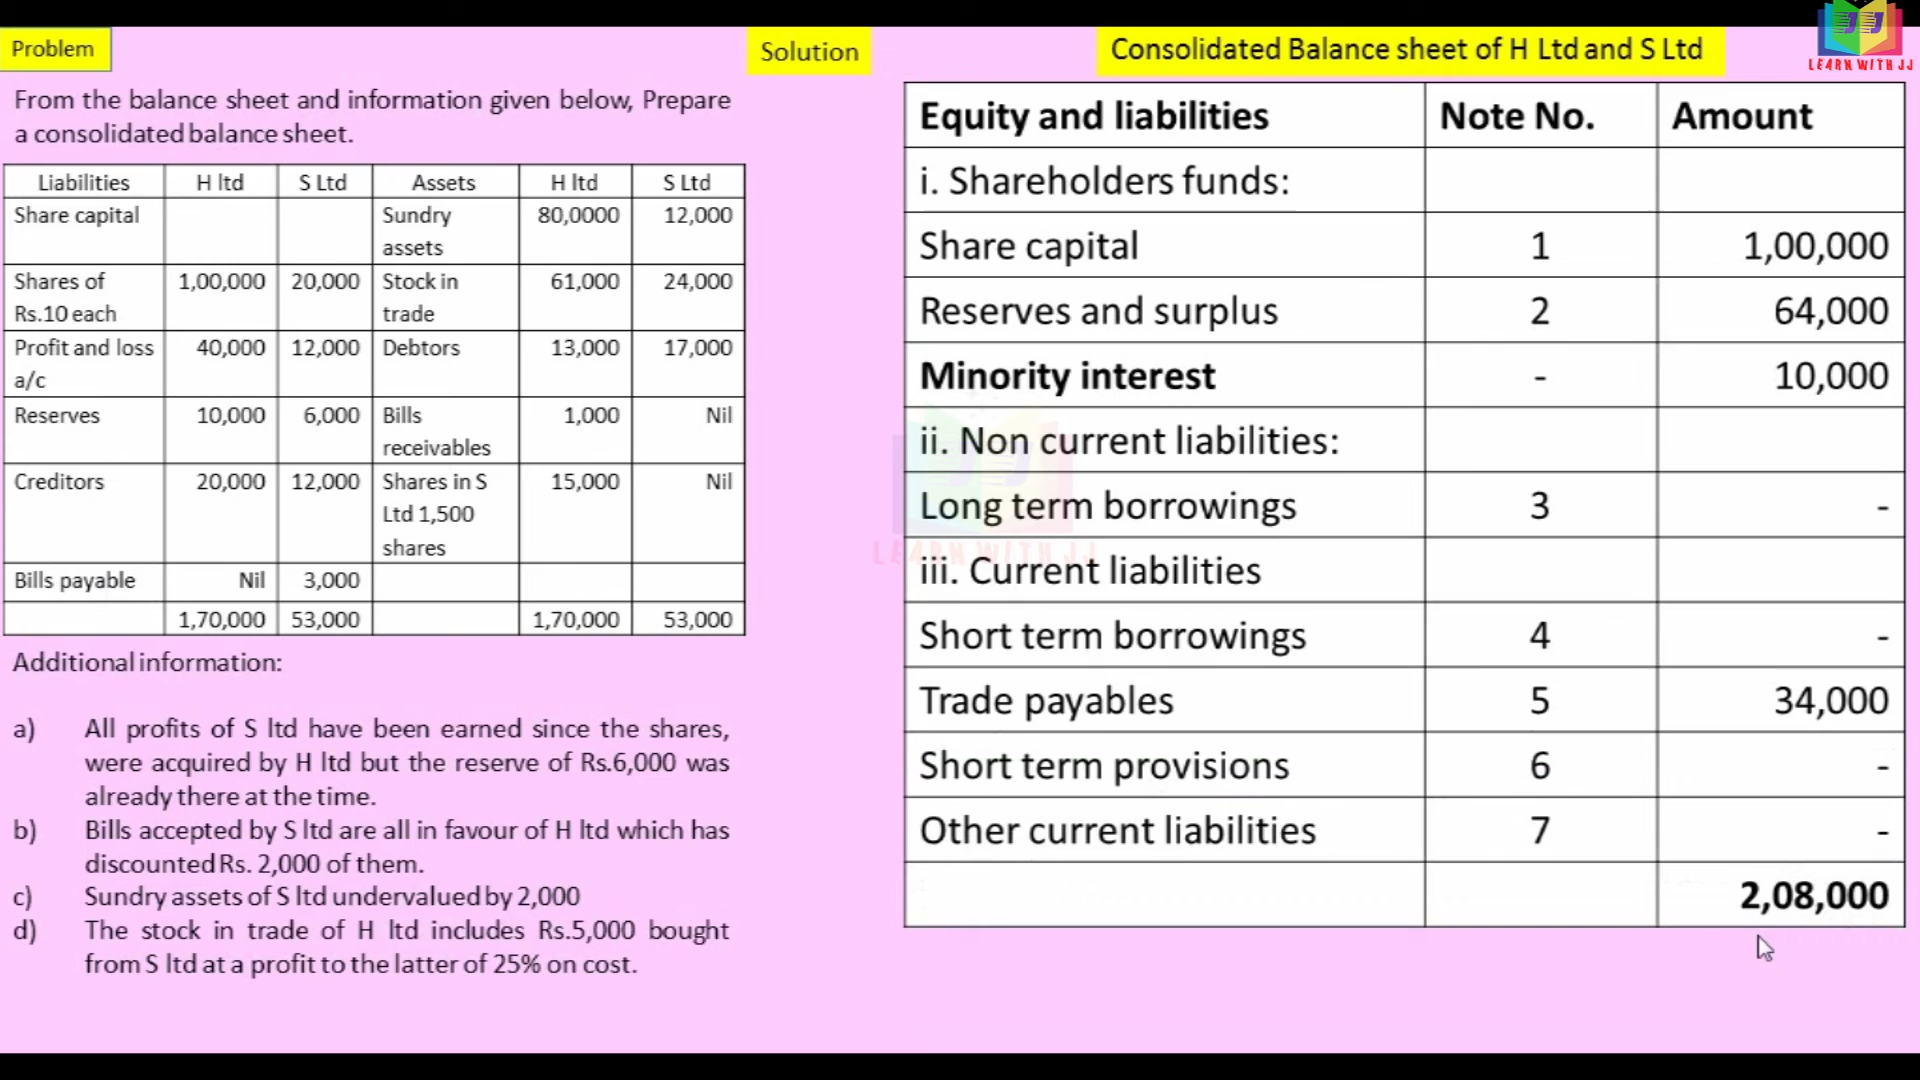 Problem
From the balance sheet and information given below, Prepare
a consolidated balance sheet.
Liabilities H ltd S Ltd Assets H ltd S Ltd
Share capital Sundry assets 80,0000 12,000
Shares of Rs.10 each 1,00,000 20,000 Stock in trade 61,000 24,000
Profit and loss a/c 40,000 12,000 Debtors 13,000 17,000
Reserves 10,000 6,000 Bills receivables 1,000 Nil
Creditors 20,000 12,000 Shares in S Ltd 1,500 shares 15,000 Nil
Bills payable Nil 3,000
1,70,000 53,000 1,70,000 53,000
Additional information:
a) All profits of S ltd have been earned since the shares,
were acquired by H ltd but the reserve of Rs.6,000 was
already there at the time.
b) Bills accepted by S ltd are all in favour of H ltd which has
discounted Rs. 2,000 of them.
c) Sundry assets of S ltd undervalued by 2,000
d) The stock in trade of H ltd includes Rs.5,000 bought
from S ltd at a profit to the latter of 25% on cost.
Solution
Consolidated Balance sheet of H Ltd and S Ltd
Equity and liabilities Note No. Amount
i. Shareholders funds:
Share capital 1 1,00,000
Reserves and surplus 2 64,000
Minority interest - 10,000
ii. Non current liabilities:
Long term borrowings 3 -
iii. Current liabilities
Short term borrowings 4 -
Trade payables 5 34,000
Short term provisions 6 -
Other current liabilities 7 -
2,08,000
JJ
LEARN WITH JJ
JJ
LEARN WITH JJ